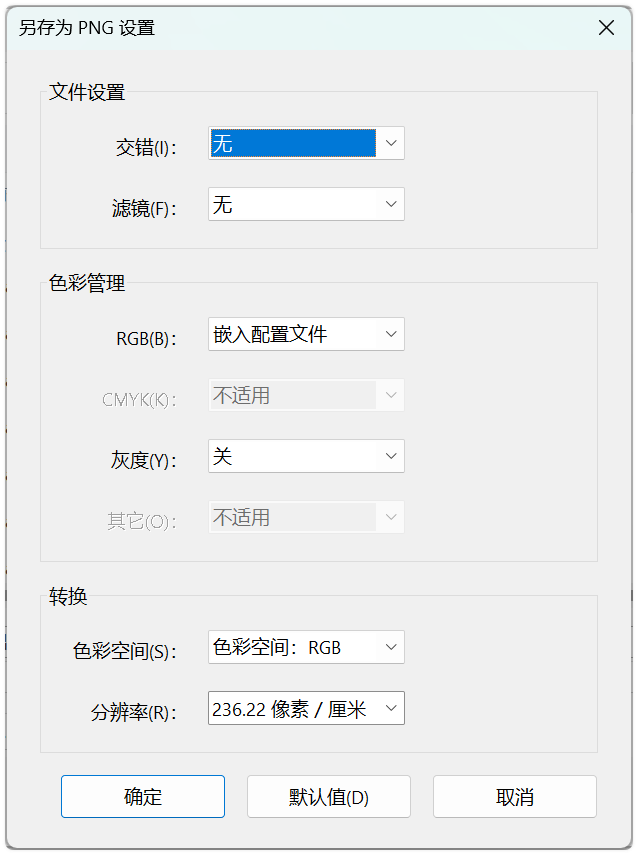 另存为 PNG 设置
文件设置
交错(I): 无
滤镜(F): 无
色彩管理
RGB(B): 嵌入配置文件
CMYK(K): 不适用
灰度(Y): 关
其它(O): 不适用
转换
色彩空间(S): 色彩空间：RGB
分辨率(R): 236.22 像素 / 厘米
确定 默认值(D) 取消